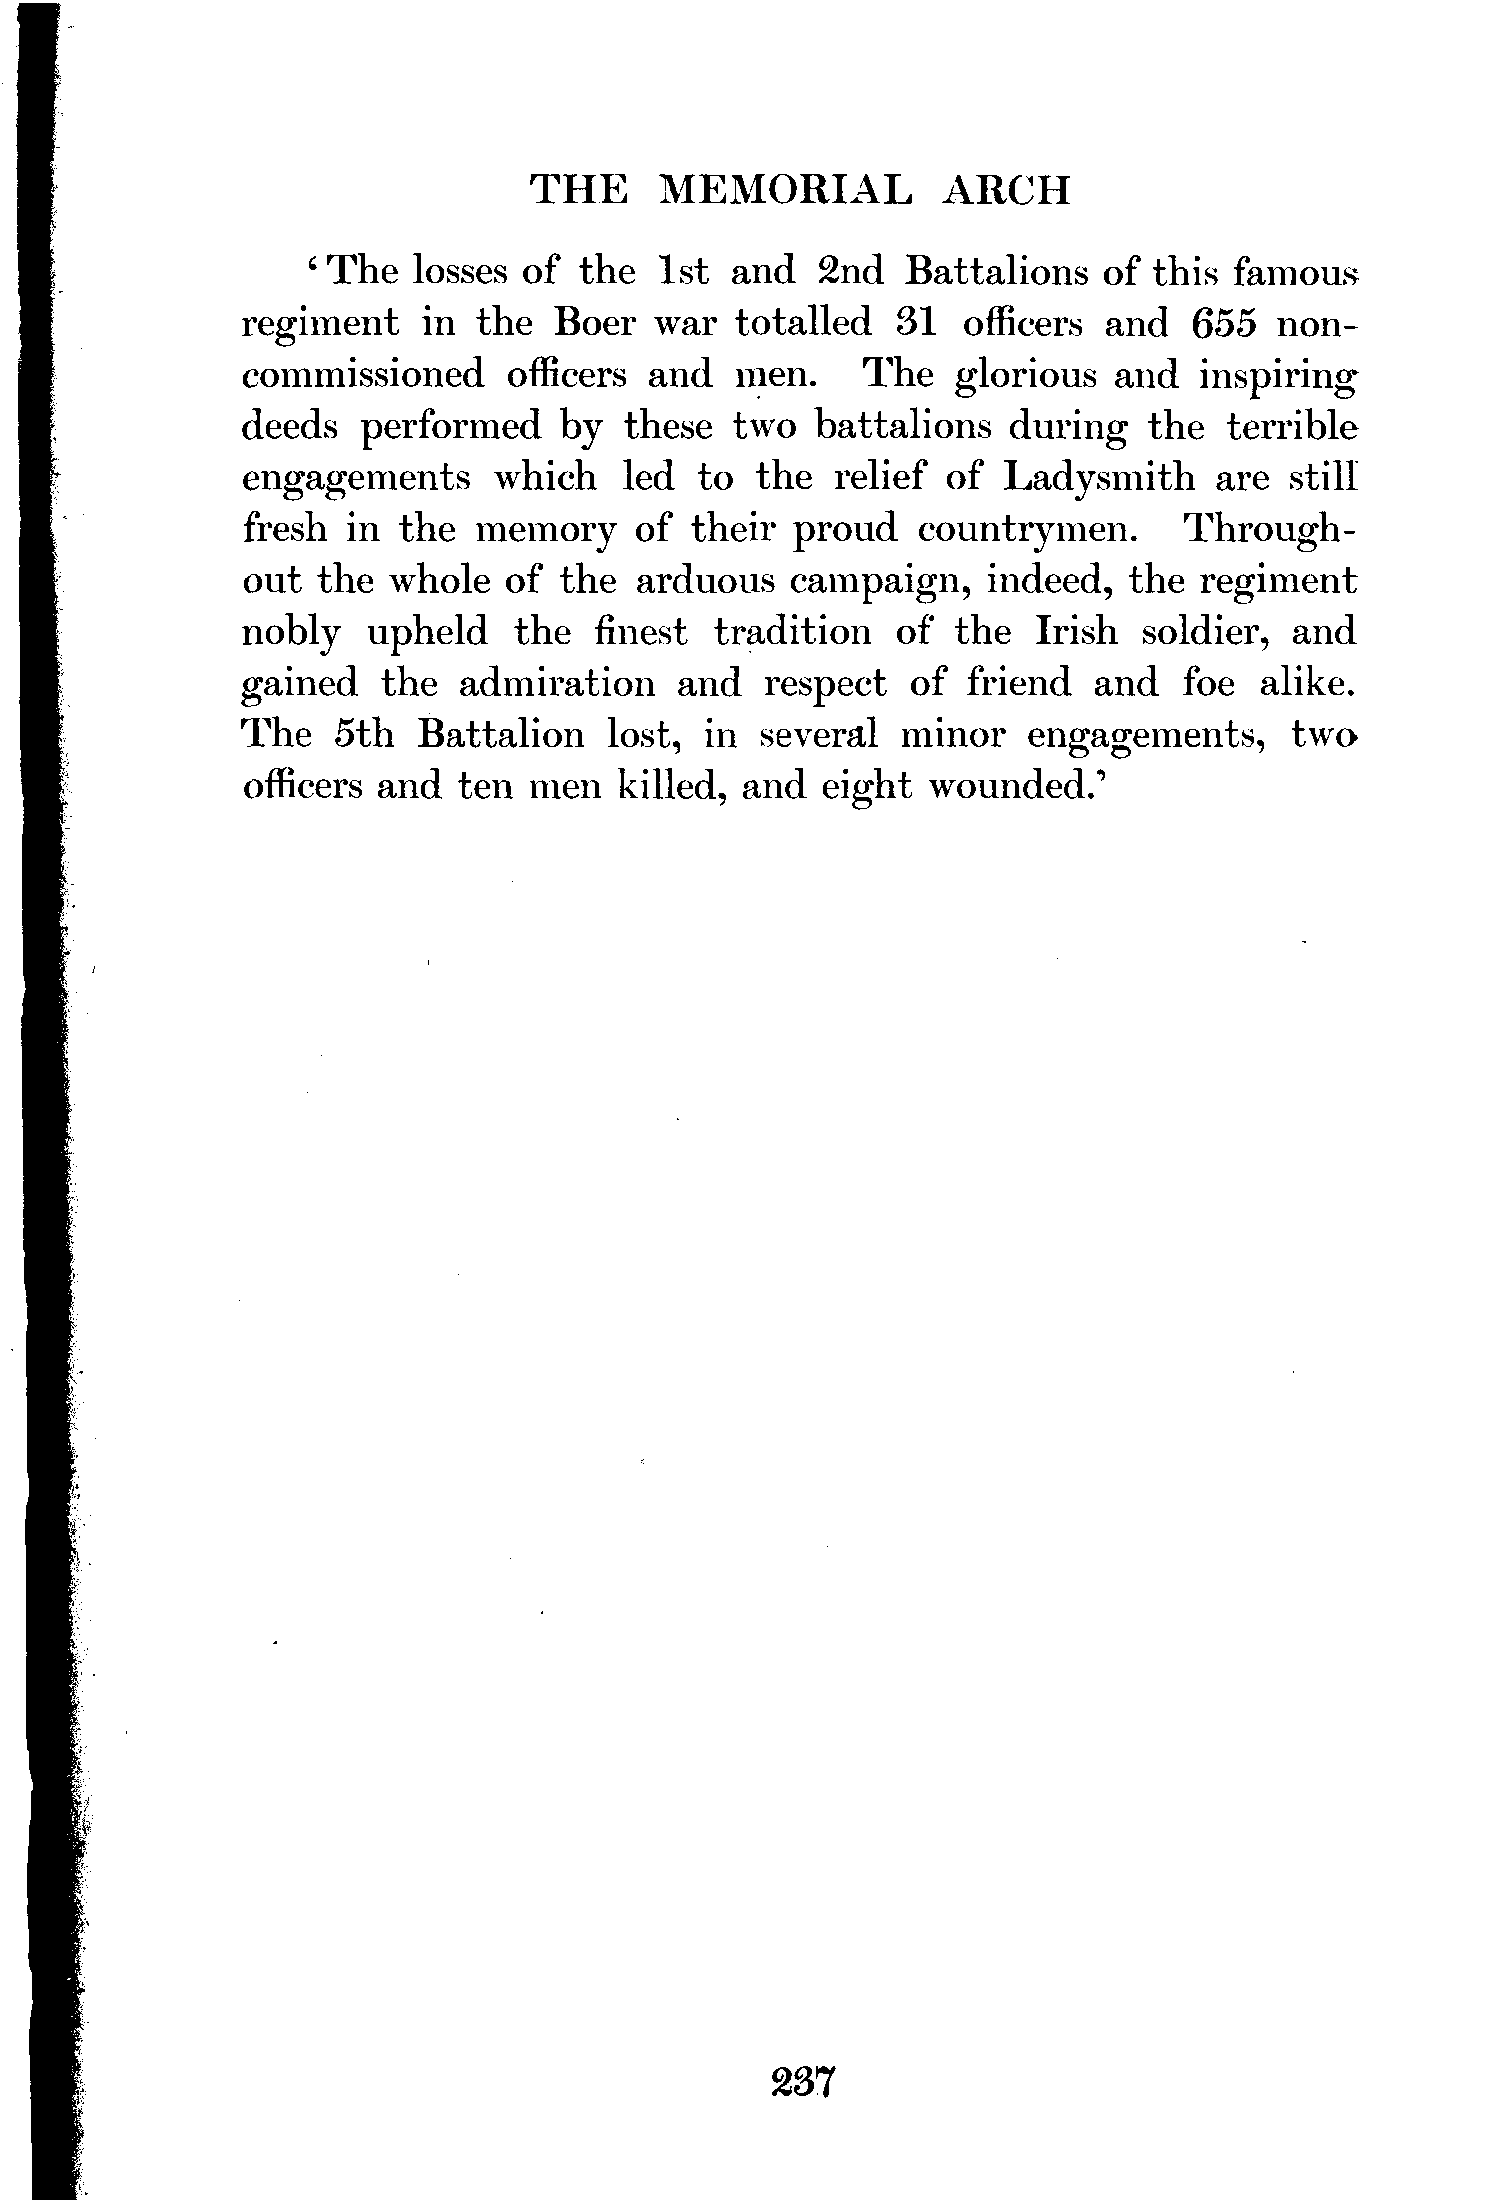 THE MEMORIAL ARCH
‘The losses of the 1st and 2nd Battalions of this famous
regiment in the Boer war totalled 31 officers and 655 non-
commissioned officers and men. The glorious and inspiring
deeds performed by these two battalions during the terrible
engagements which led to the relief of Ladysmith are still
fresh in the memory of their proud countrymen. Through-
out the whole of the arduous campaign, indeed, the regiment
nobly upheld the finest tradition of the Irish soldier, and
gained the admiration and respect of friend and foe alike.
The 5th Battalion lost, in several minor engagements, two
officers and ten men killed, and eight wounded.’
237